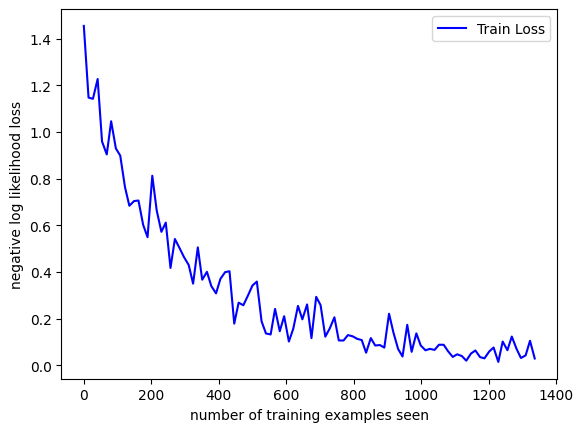 Train Loss
negative log likelihood loss
1.4
1.2
1.0
0.8
0.6
0.4
0.2
0.0
0 200 400 600 800 1000 1200 1400
number of training examples seen